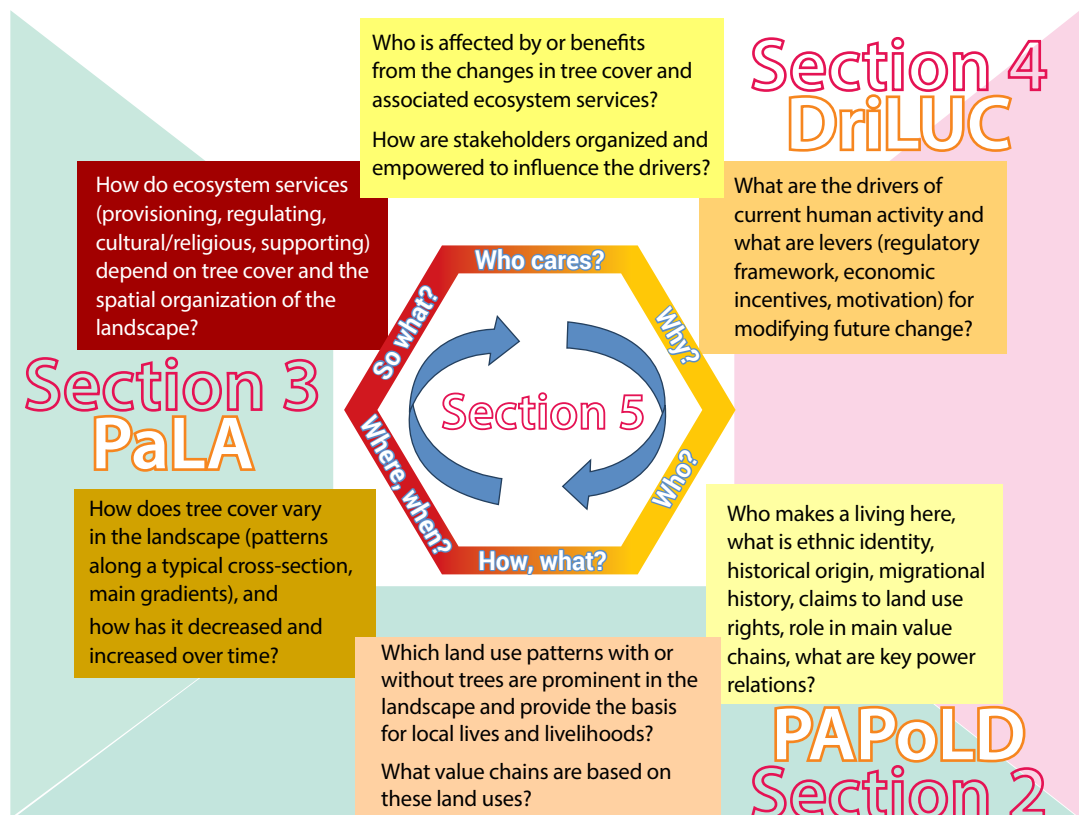 Who is affected by or benefits
from the changes in tree cover and
associated ecosystem services?
How are stakeholders organized and
empowered to influence the drivers?
Section 4
DriLUC
How do ecosystem services
(provisioning, regulating,
cultural/religious, supporting)
depend on tree cover and the
spatial organization of the
landscape?
What are the drivers of
current human activity and
what are levers (regulatory
framework, economic
incentives, motivation) for
modifying future change?
Who cares?
So what?
Why?
Section 3
PaLA
Section 5
Where, when?
Who?
How, what?
How does tree cover vary
in the landscape (patterns
along a typical cross-section,
main gradients), and
how has it decreased and
increased over time?
Who makes a living here,
what is ethnic identity,
historical origin, migrational
history, claims to land use
rights, role in main value
chains, what are key power
relations?
Which land use patterns with or
without trees are prominent in the
landscape and provide the basis
for local lives and livelihoods?
What value chains are based on
these land uses?
PAPoLD
Section 2